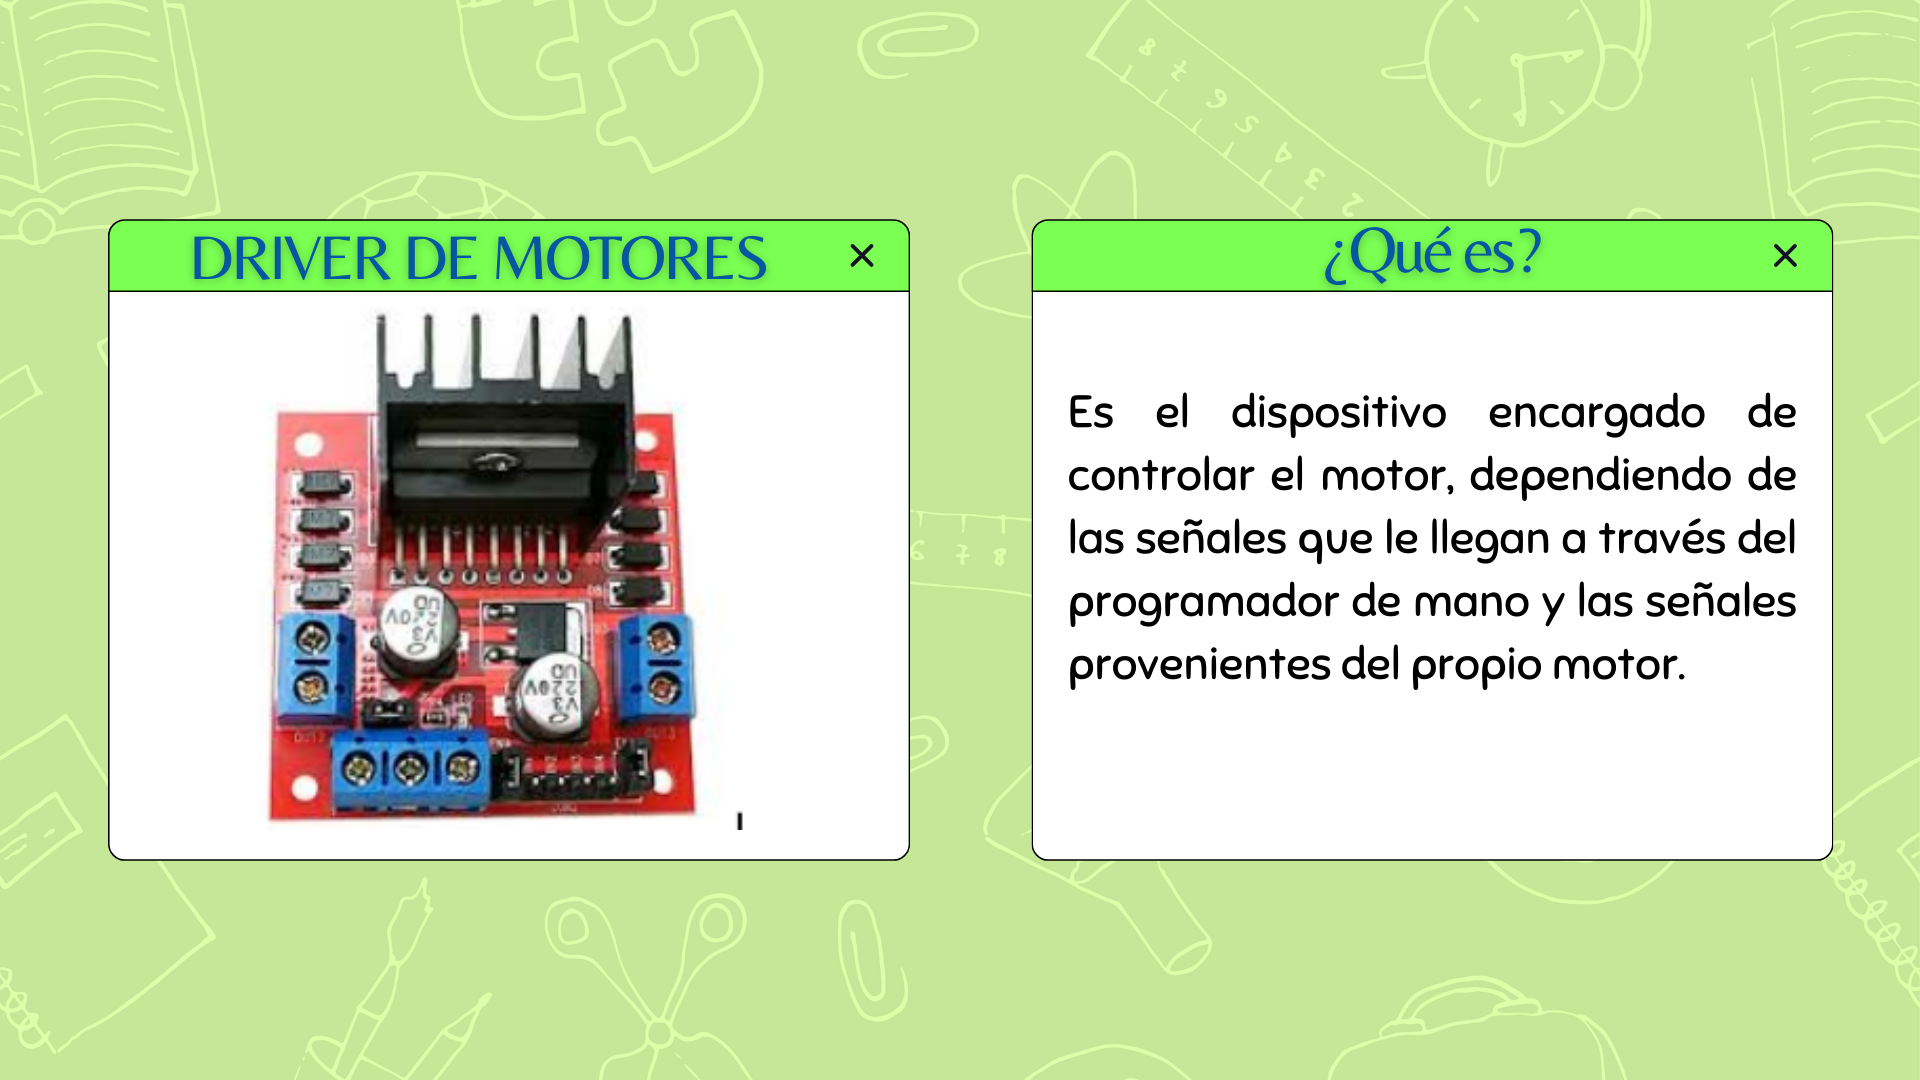 DRIVER DE MOTORES
¿Qué es?
Es el dispositivo encargado de
controlar el motor, dependiendo de
las señales que le llegan a través del
programador de mano y las señales
provenientes del propio motor.